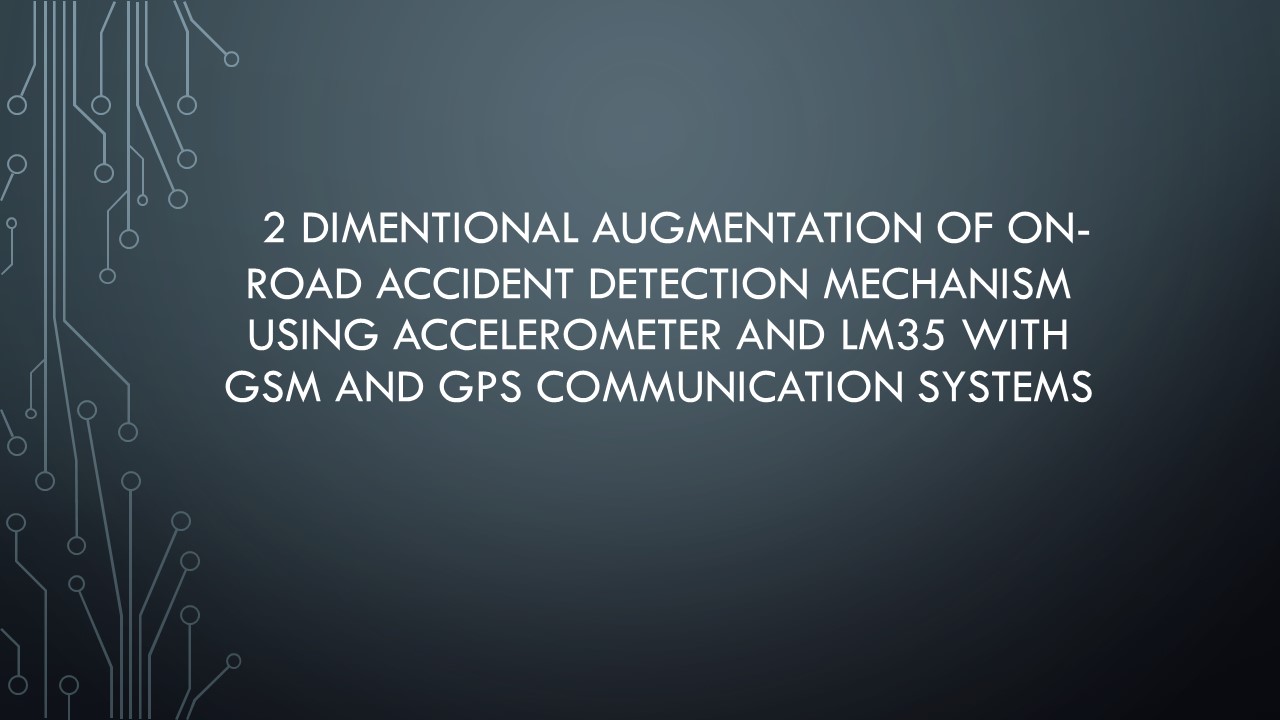 2 DIMENTIONAL AUGMENTATION OF ON-
ROAD ACCIDENT DETECTION MECHANISM
USING ACCELEROMETER AND LM35 WITH
GSM AND GPS COMMUNICATION SYSTEMS